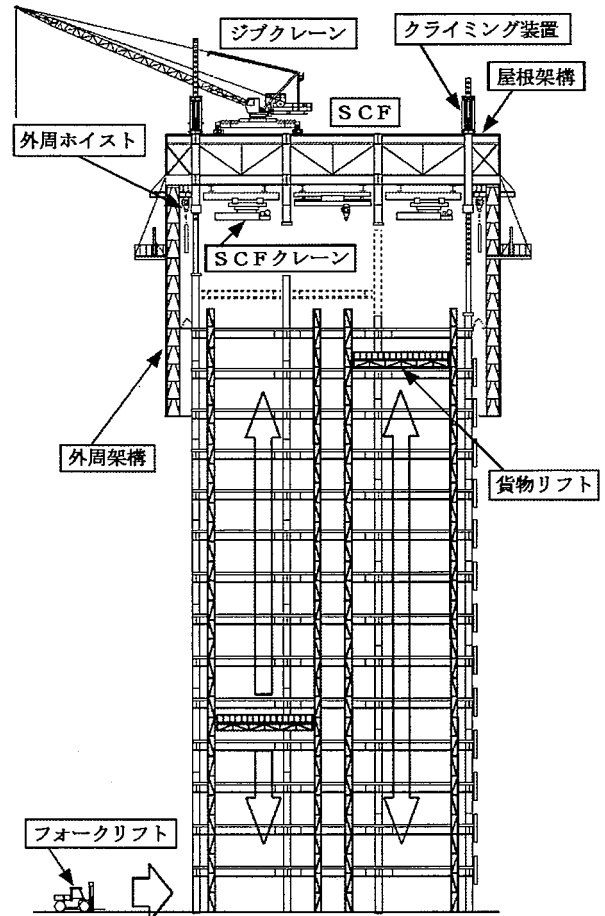 ジブクレーン
クライミング装置
屋根架構
SCF
外周ホイスト
SCFクレーン
外周架構
貨物リフト
フォークリフト